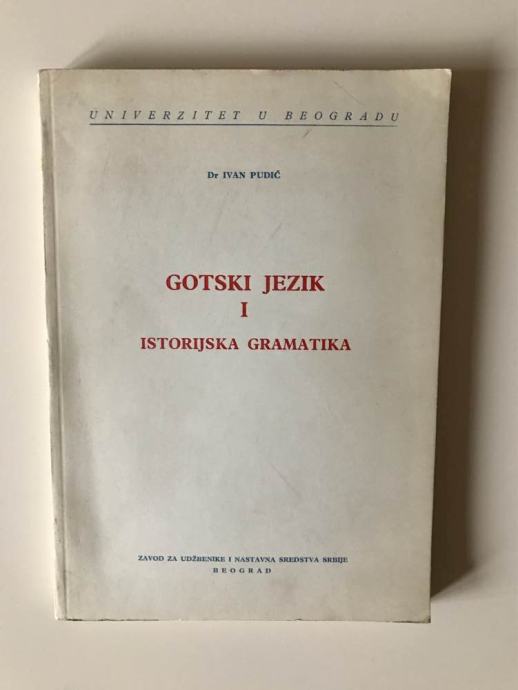 UNIVERZITET U BEOGRADU
Dr IVAN PUDIĆ
GOTSKI JEZIK
I
ISTORIJSKA GRAMATIKA
ZAVOD ZA UDŽBENIKE I NASTAVNA SREDSTVA SRBIJE
BEOGRAD